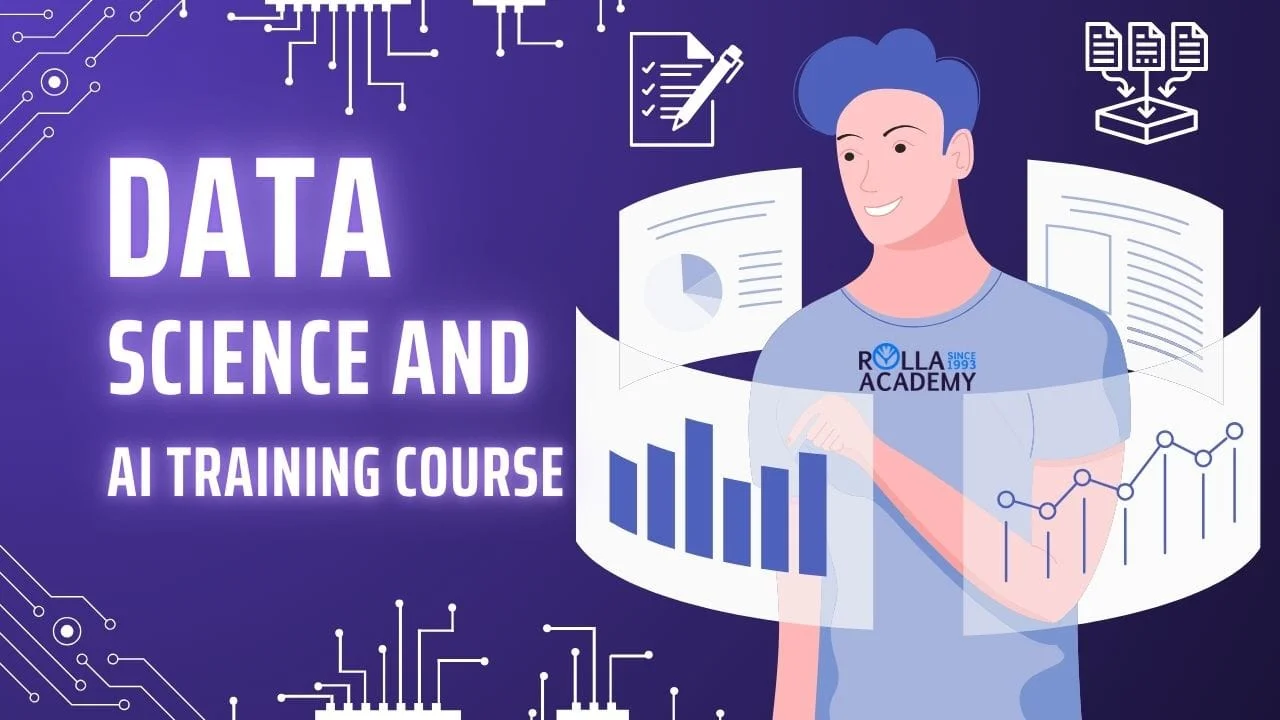 DATA
SCIENCE AND
AI TRAINING COURSE
ROLLA SINCE 1993
ACADEMY